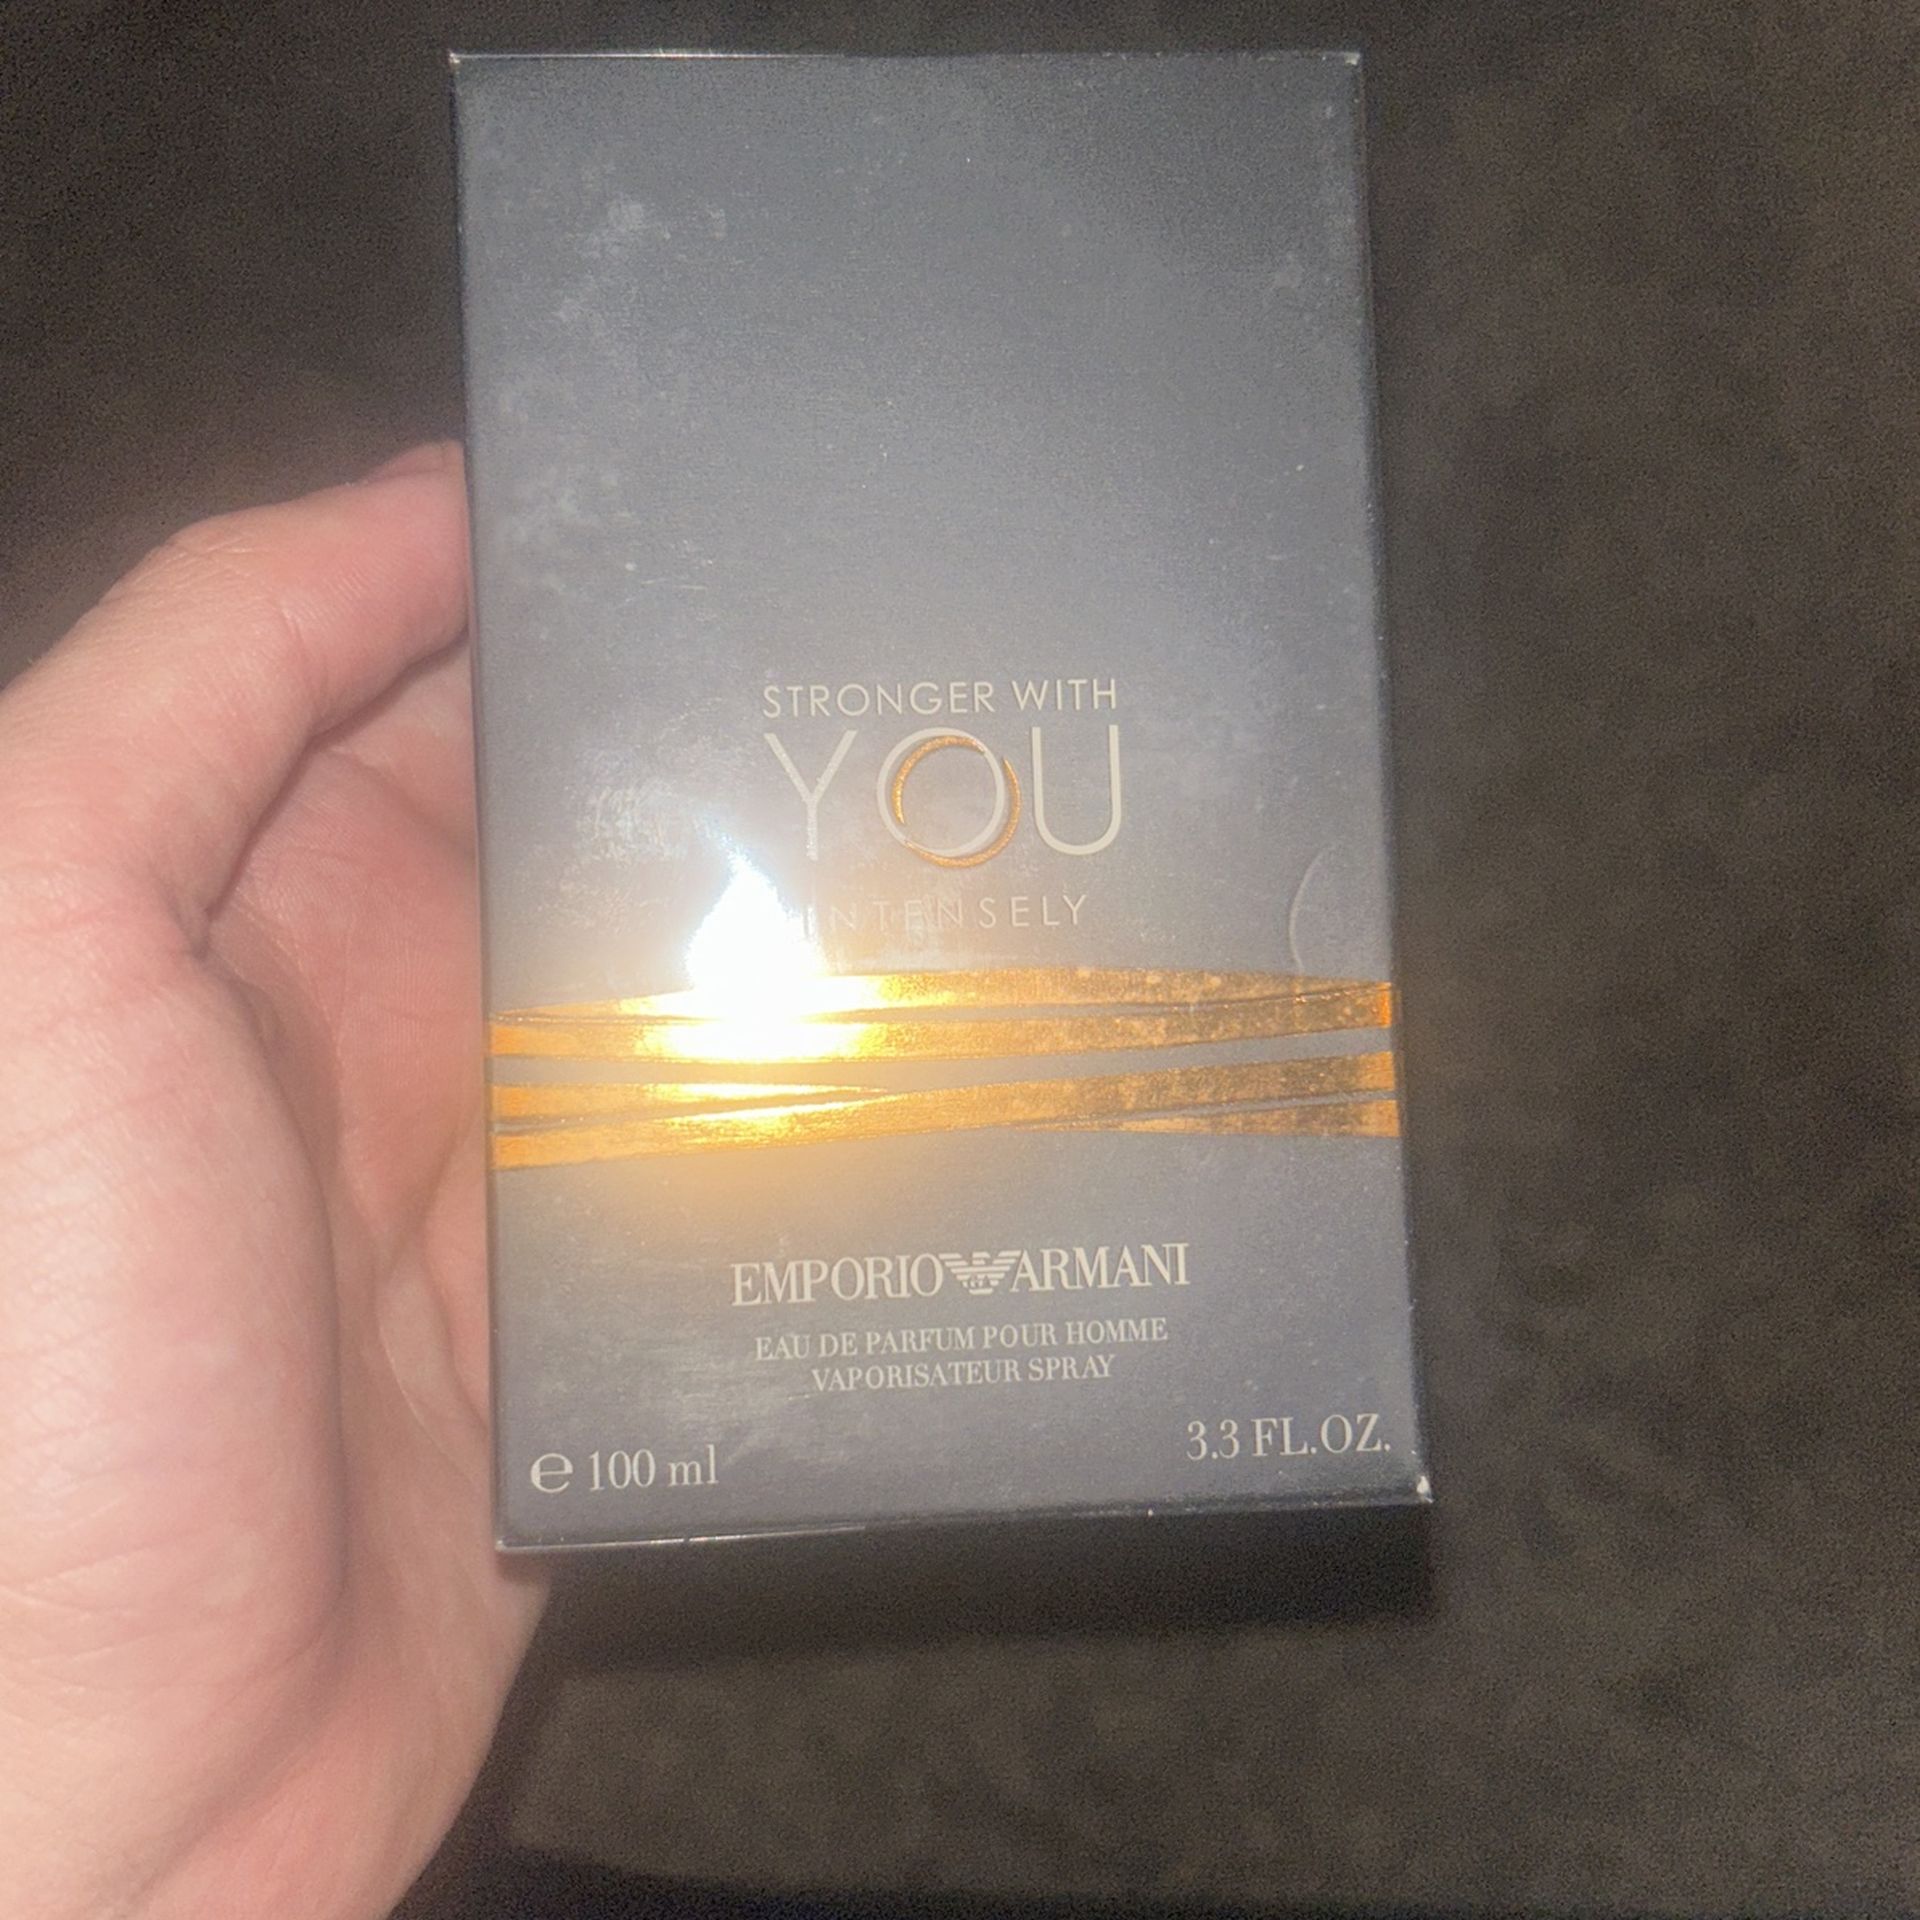 STRONGER WITH
YOU
INTENSELY
EMPORIO ARMANI
EAU DE PARFUM POUR HOMME
VAPORISATEUR SPRAY
℮ 100 ml
3.3 FL.OZ.